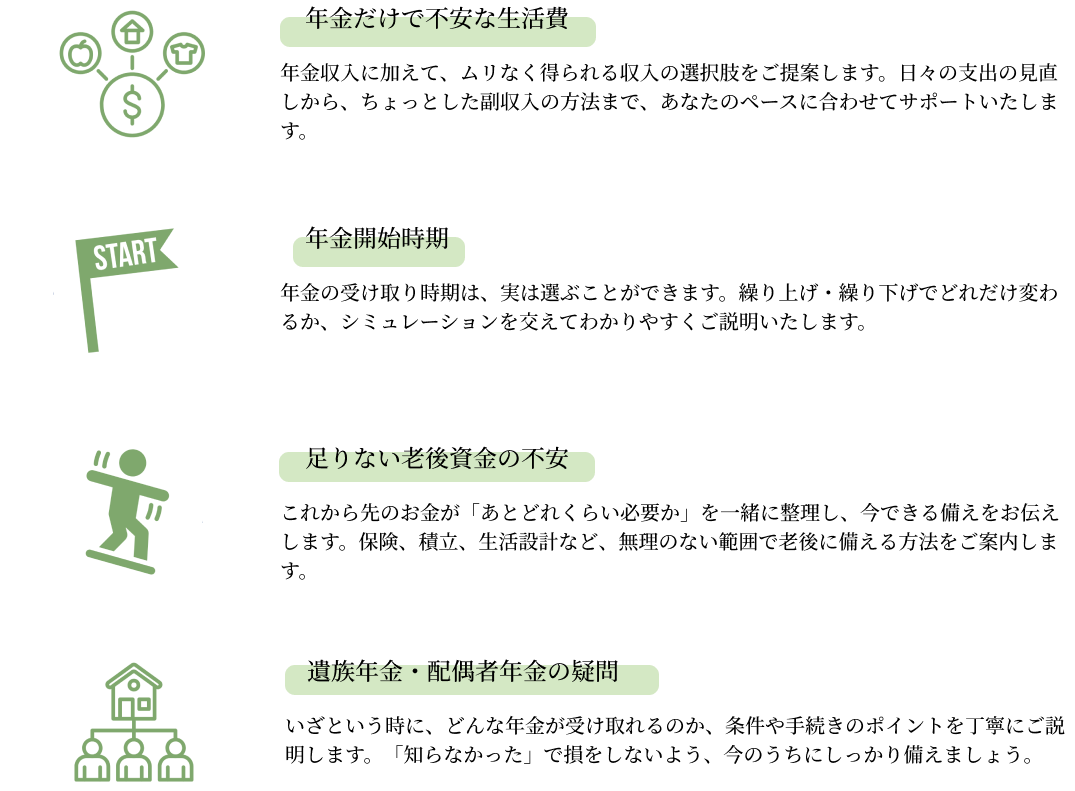 年金だけで不安な生活費
年金収入に加えて、ムリなく得られる収入の選択肢をご提案します。日々の支出の見直
しから、ちょっとした副収入の方法まで、あなたのペースに合わせてサポートいたしま
す。
START
年金開始時期
年金の受け取り時期は、実は選ぶことができます。繰り上げ・繰り下げでどれだけ変わ
るか、シミュレーションを交えてわかりやすくご説明いたします。
足りない老後資金の不安
これから先のお金が「あとどれくらい必要か」を一緒に整理し、今できる備えをお伝え
します。保険、積立、生活設計など、無理のない範囲で老後に備える方法をご案内しま
す。
遺族年金・配偶者年金の疑問
いざという時に、どんな年金が受け取れるのか、条件や手続きのポイントを丁寧にご説
明します。「知らなかった」で損をしないよう、今のうちにしっかり備えましょう。